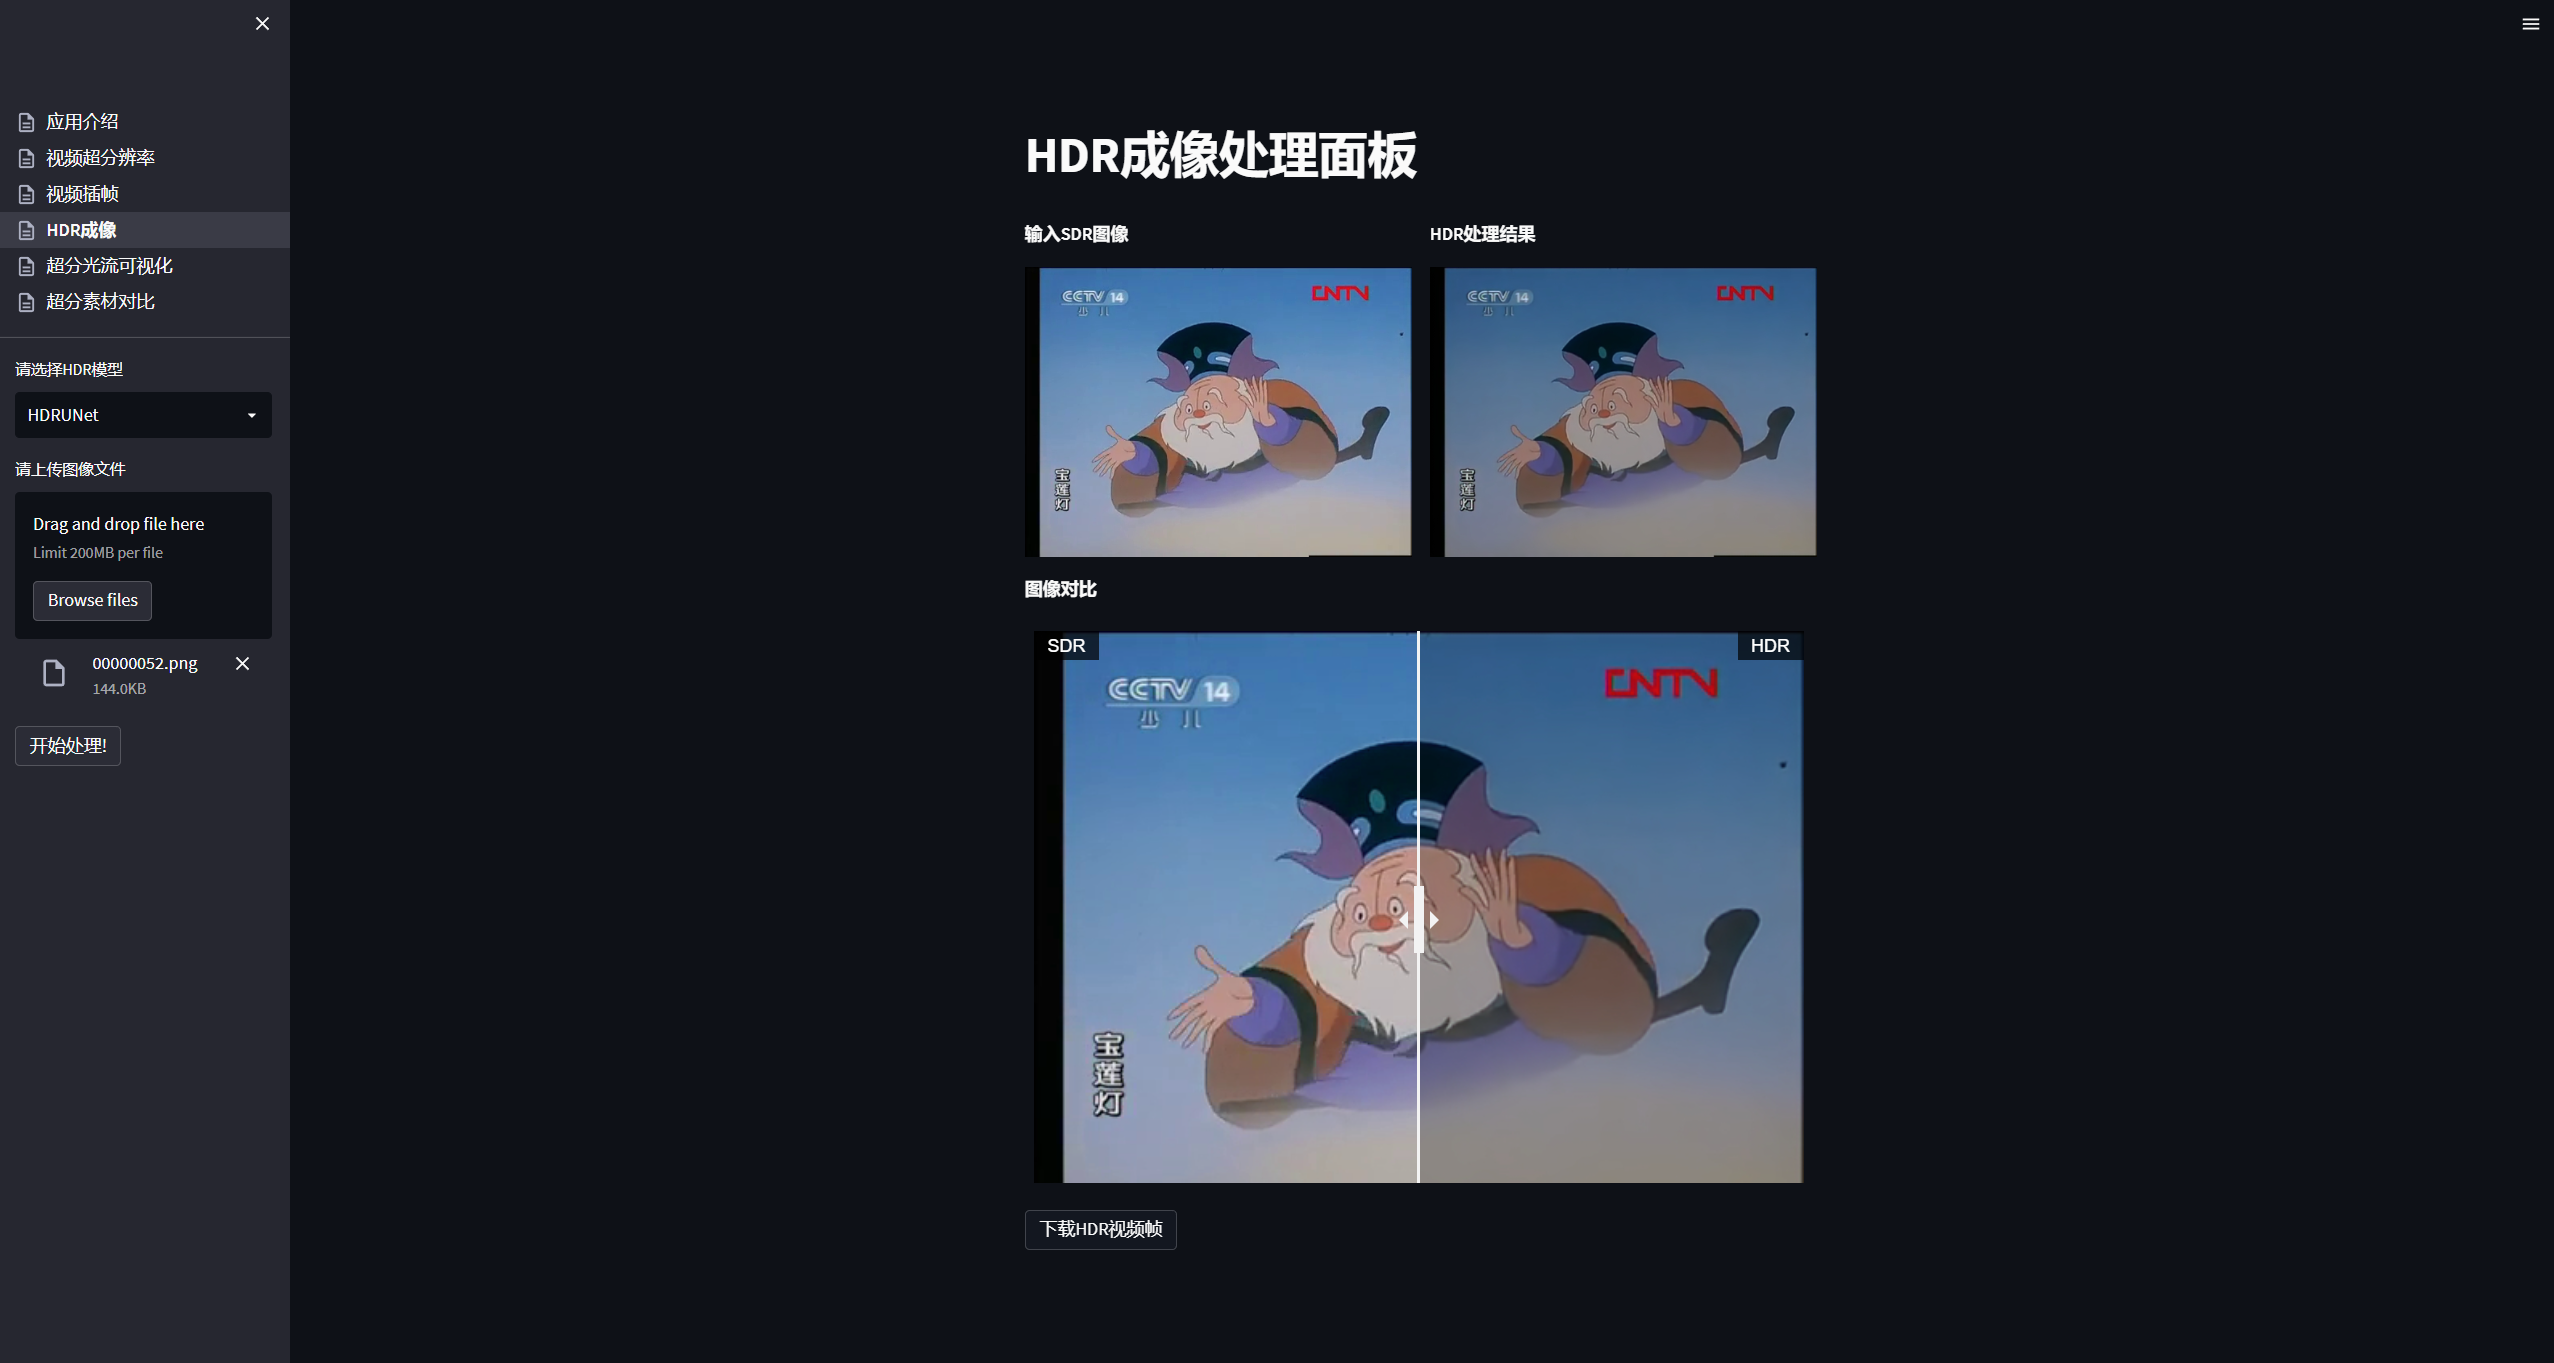 应用介绍
视频超分辨率
视频插帧
HDR成像
超分光流可视化
超分素材对比
请选择HDR模型
HDRUNet
请上传图像文件
Drag and drop file here
Limit 200MB per file
Browse files
00000052.png
144.0KB
开始处理!
HDR成像处理面板
输入SDR图像
HDR处理结果
CCTV 14
少儿
CNTV
宝莲灯
CCTV 14
少儿
CNTV
宝莲灯
图像对比
SDR
HDR
CCTV 14
少儿
CNTV
宝莲灯
下载HDR视频帧